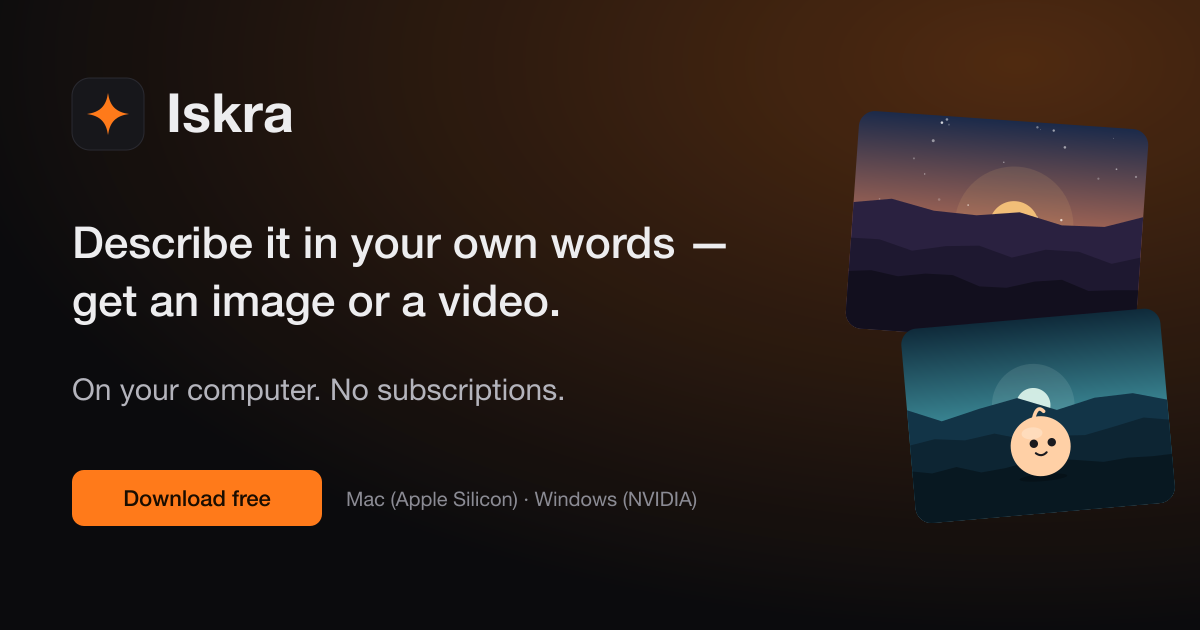 Iskra
Describe it in your own words —
get an image or a video.
On your computer. No subscriptions.
Download free
Mac (Apple Silicon) · Windows (NVIDIA)